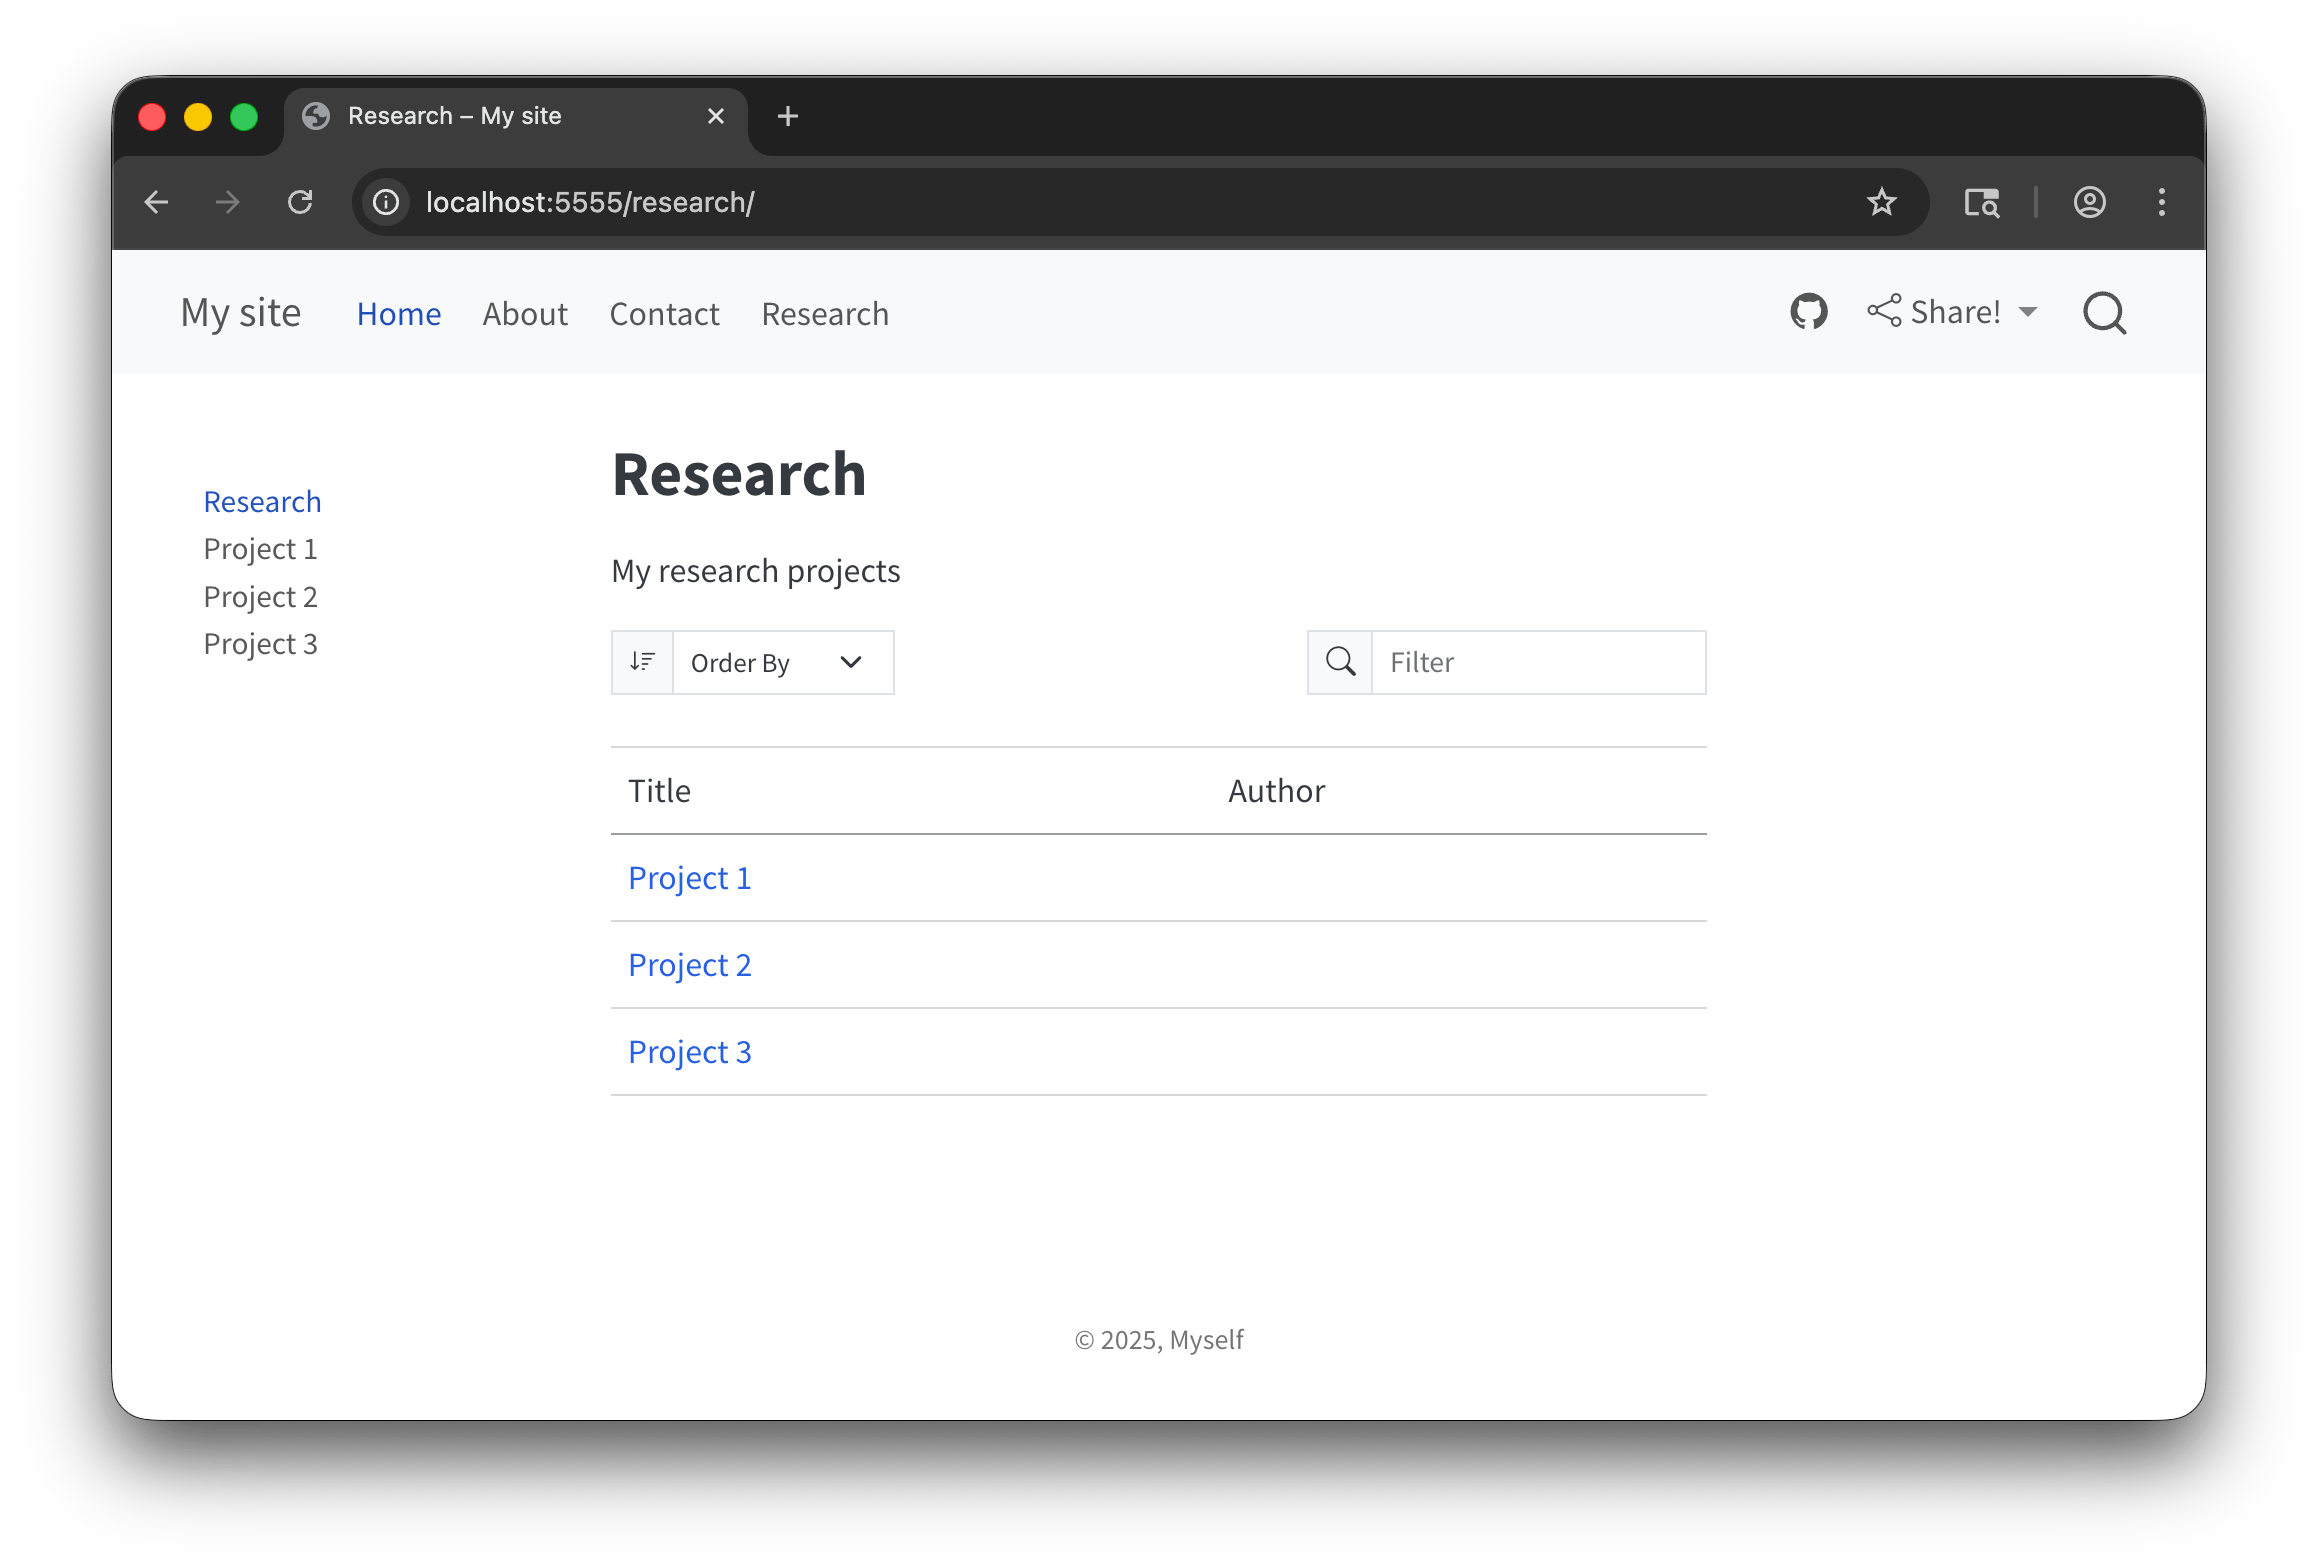 Research – My site
localhost:5555/research/
My site Home About Contact Research Share!
Research
Project 1
Project 2
Project 3
Research
My research projects
Order By Filter
Title Author
Project 1
Project 2
Project 3
© 2025, Myself